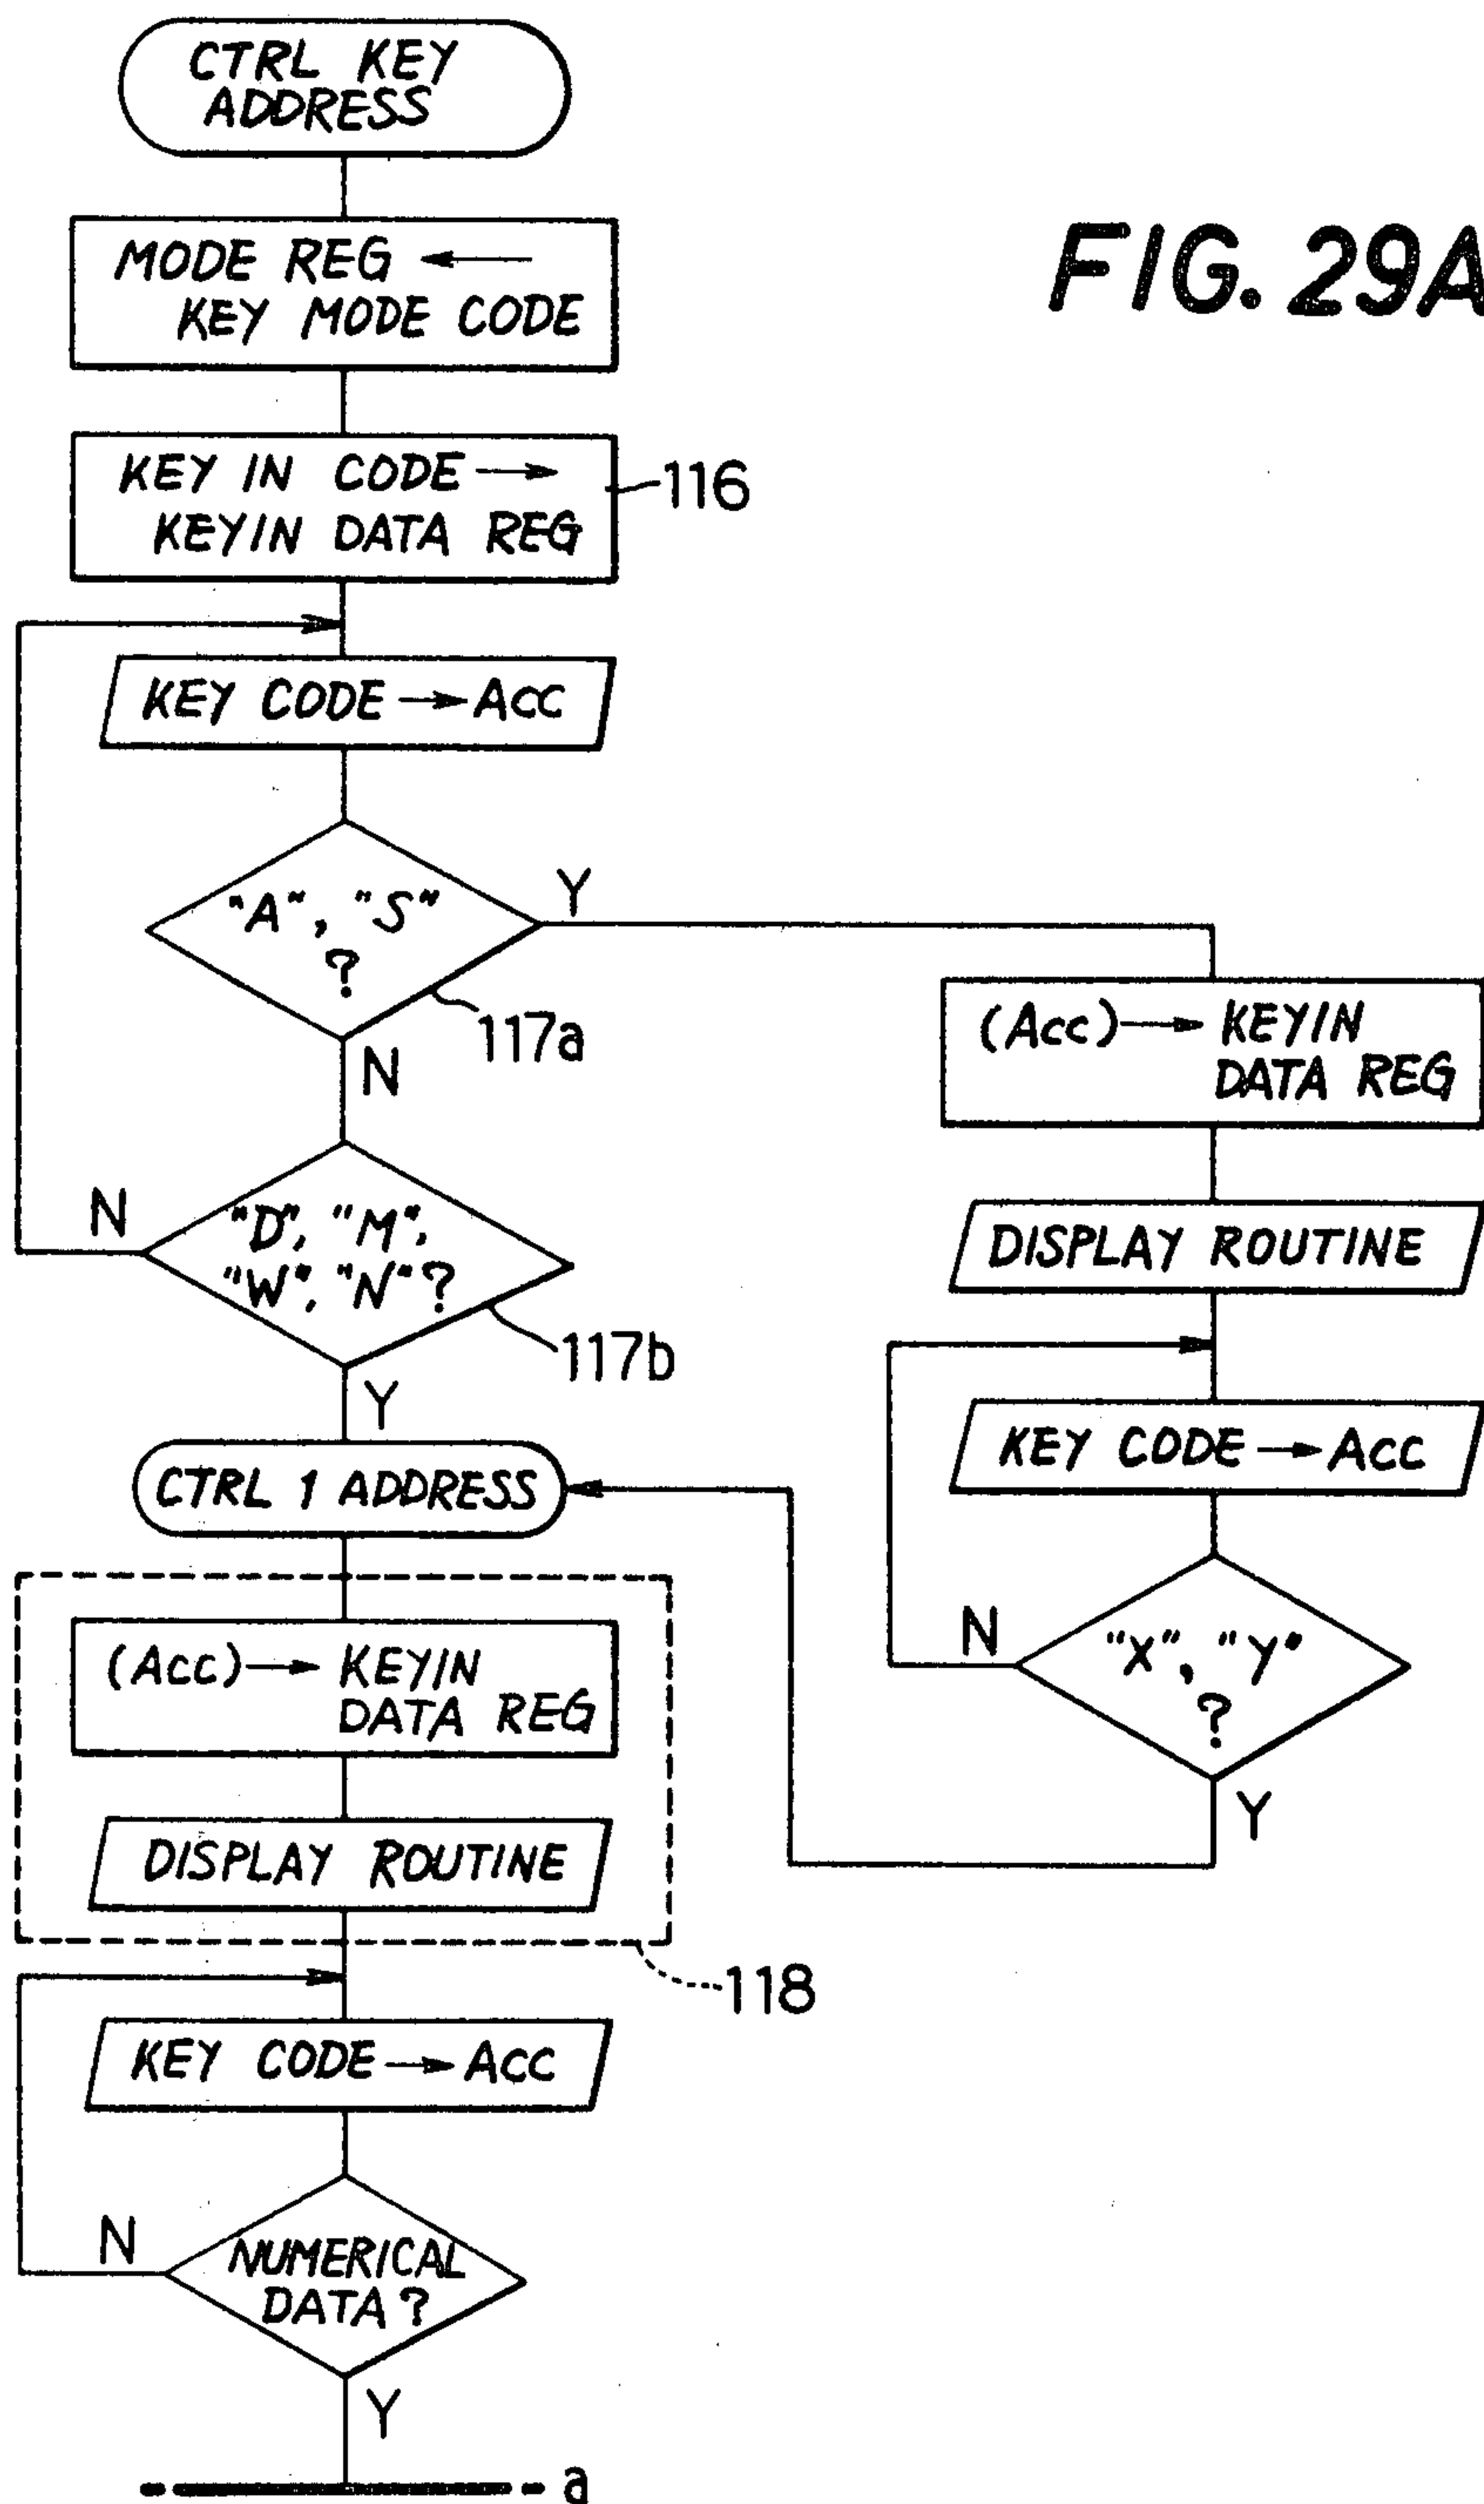 CTRL KEY
ADDRESS
FIG. 29A
MODE REG ←
KEY MODE CODE
KEY IN CODE →
KEYIN DATA REG
116
KEY CODE → ACC
"A", "S"
?
Y
117a
N
(ACC) → KEYIN
DATA REG
N
"D", "M",
"W", "N"?
117b
Y
DISPLAY ROUTINE
KEY CODE → ACC
CTRL 1 ADDRESS
N
"X", "Y"
?
Y
(ACC) → KEYIN
DATA REG
DISPLAY ROUTINE
118
KEY CODE → ACC
N
NUMERICAL
DATA?
Y
a